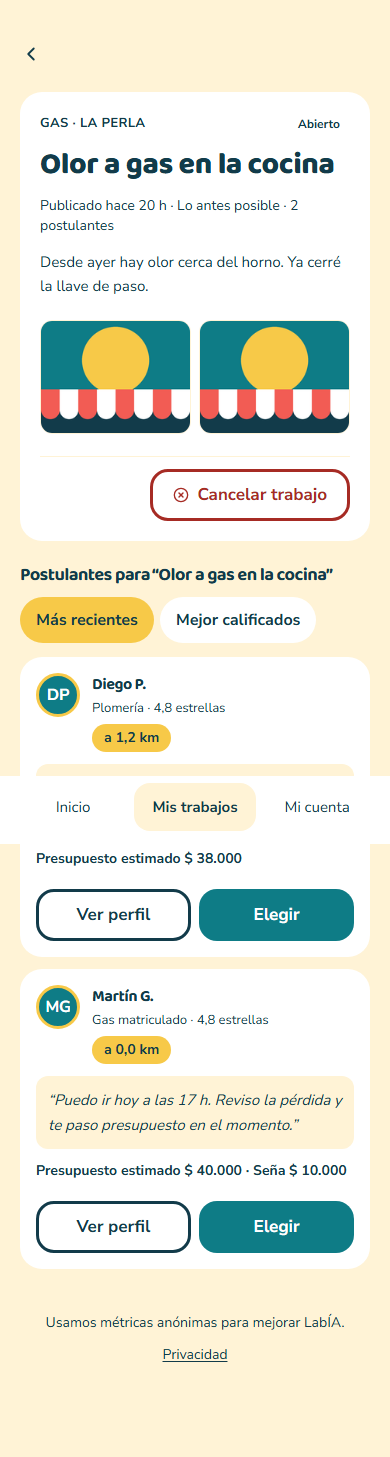 GAS · LA PERLA
Abierto
Olor a gas en la cocina
Publicado hace 20 h · Lo antes posible · 2
postulantes
Desde ayer hay olor cerca del horno. Ya cerré
la llave de paso.
Cancelar trabajo
Postulantes para “Olor a gas en la cocina”
Más recientes
Mejor calificados
DP
Diego P.
Plomería · 4,8 estrellas
a 1,2 km
Inicio
Mis trabajos
Mi cuenta
Presupuesto estimado $ 38.000
Ver perfil
Elegir
MG
Martín G.
Gas matriculado · 4,8 estrellas
a 0,0 km
“Puedo ir hoy a las 17 h. Reviso la pérdida y
te paso presupuesto en el momento.”
Presupuesto estimado $ 40.000 · Seña $ 10.000
Ver perfil
Elegir
Usamos métricas anónimas para mejorar LabÍA.
Privacidad